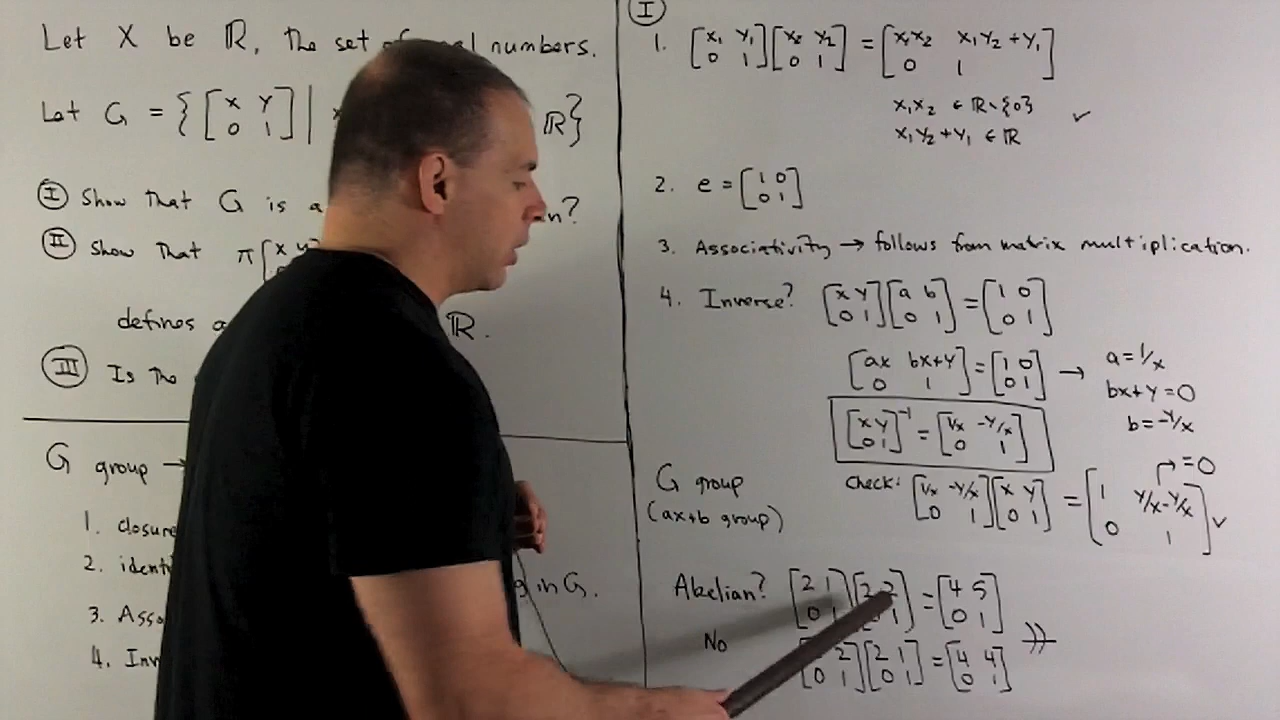 Let X be ℝ, the set of numbers.
Let G = { [x y; 0 1] | ℝ}
Ⓘ Show that G is a
Ⓘⓘ Show that π [x y
defines a ℝ.
(III) Is the
G group →
1. closure
2.
in G.
3.
4.
Ⓘ
1. [x₁ y₁; 0 1][x₂ y₂; 0 1] = [x₁x₂ x₁y₂+y₁; 0 1]
x₁x₂ ∈ ℝ\{0}
x₁y₂+y₁ ∈ ℝ ✓
2. e = [1 0; 0 1]
3. Associativity → follows from matrix multiplication.
4. Inverse? [x y; 0 1][a b; 0 1] = [1 0; 0 1]
[ax bx+y; 0 1] = [1 0; 0 1] → a=1/x
bx+y=0
b=-y/x
[x y; 0 1]⁻¹ = [1/x -y/x; 0 1]
G group
(ax+b group)
check: [1/x -y/x; 0 1][x y; 0 1] = [1 y/x-y/x; 0 1] ✓
→ =0
Abelian? [2 1; 0 1][2 2; 1] = [4 5; 0 1]
No [2; 0 1][2 1; 0 1] = [4 4; 0 1]